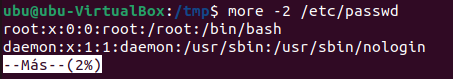 ubu@ubu-VirtualBox:/tmp$ more -2 /etc/passwd
root:x:0:0:root:/root:/bin/bash
daemon:x:1:1:daemon:/usr/sbin:/usr/sbin/nologin
--Más--(2%)